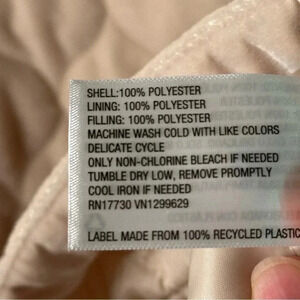 SHELL:100% POLYESTER
LINING: 100% POLYESTER
FILLING: 100% POLYESTER
MACHINE WASH COLD WITH LIKE COLORS
DELICATE CYCLE
ONLY NON-CHLORINE BLEACH IF NEEDED
TUMBLE DRY LOW, REMOVE PROMPTLY
COOL IRON IF NEEDED
RN17730 VN1299629
LABEL MADE FROM 100% RECYCLED PLASTIC